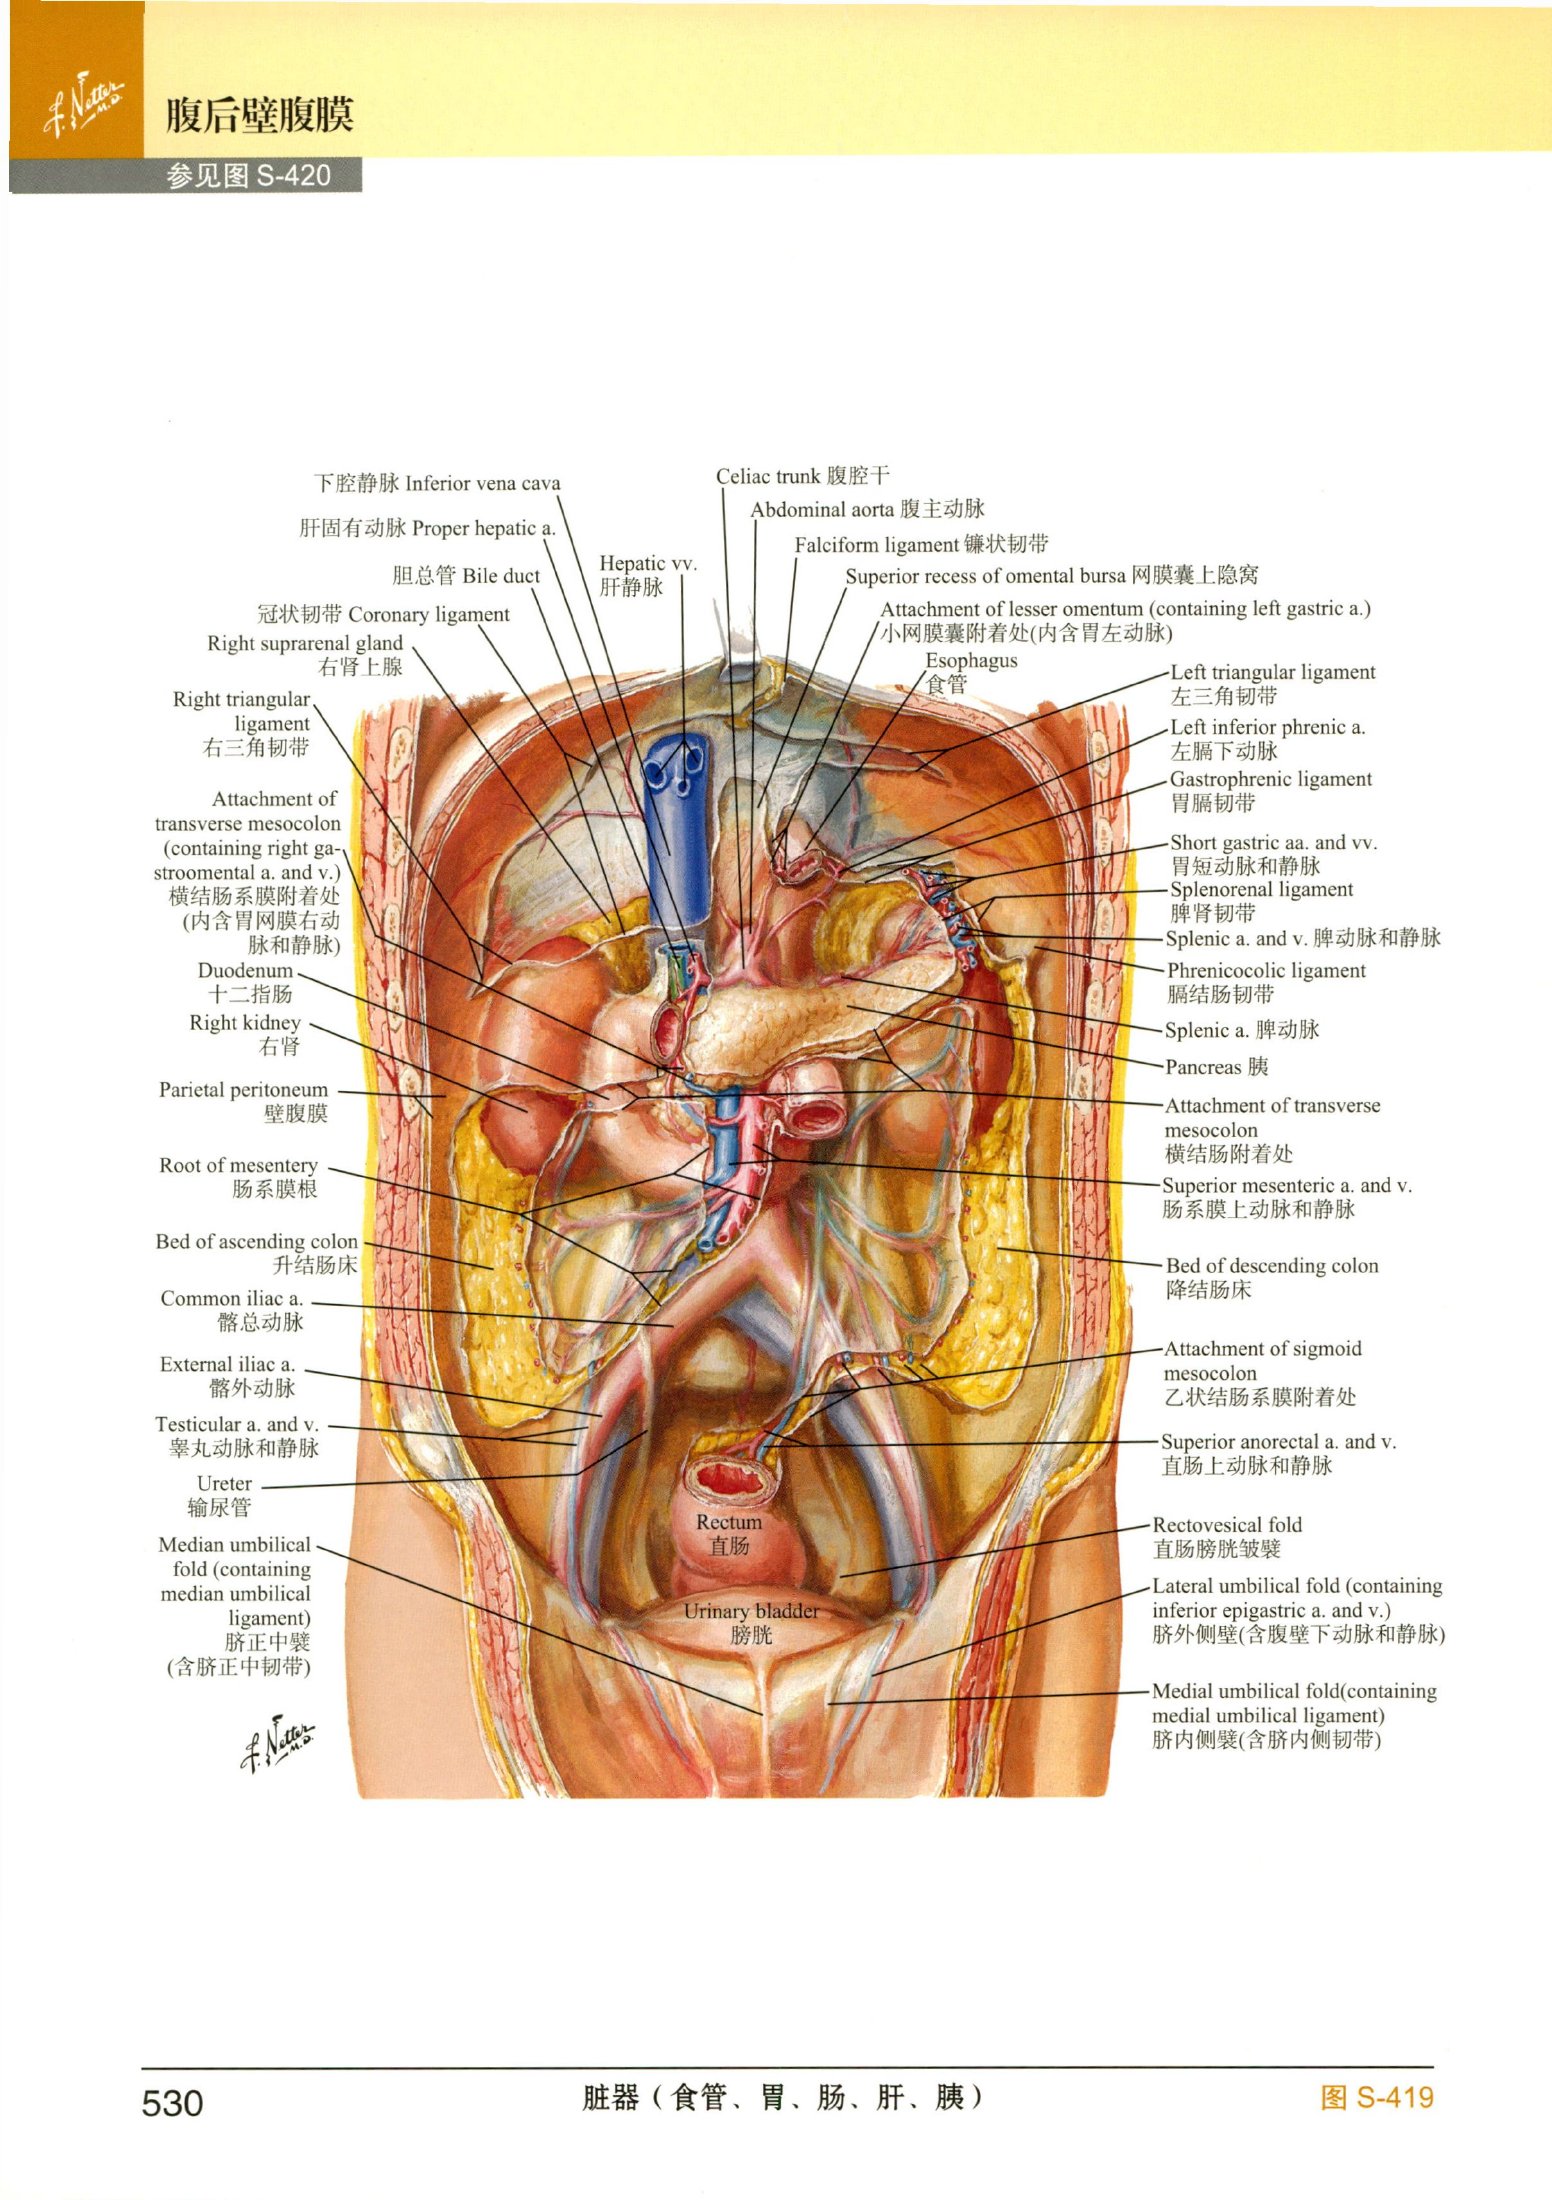 F. Netter M.D.
腹后壁腹膜
参见图 S-420
下腔静脉 Inferior vena cava
肝固有动脉 Proper hepatic a.
胆总管 Bile duct
冠状韧带 Coronary ligament
Right suprarenal gland
右肾上腺
Right triangular
ligament
右三角韧带
Attachment of
transverse mesocolon
(containing right ga-
stroomental a. and v.)
横结肠系膜附着处
(内含胃网膜右动
脉和静脉)
Duodenum
十二指肠
Right kidney
右肾
Parietal peritoneum
壁腹膜
Root of mesentery
肠系膜根
Bed of ascending colon
升结肠床
Common iliac a.
髂总动脉
External iliac a.
髂外动脉
Testicular a. and v.
睾丸动脉和静脉
Ureter
输尿管
Median umbilical
fold (containing
median umbilical
ligament)
脐正中襞
(含脐正中韧带)
F. Netter M.D.
Hepatic vv.
肝静脉
Celiac trunk 腹腔干
Abdominal aorta 腹主动脉
Falciform ligament 镰状韧带
Superior recess of omental bursa 网膜囊上隐窝
Attachment of lesser omentum (containing left gastric a.)
小网膜囊附着处(内含胃左动脉)
Esophagus
食管
Left triangular ligament
左三角韧带
Left inferior phrenic a.
左膈下动脉
Gastrophrenic ligament
胃膈韧带
Short gastric aa. and vv.
胃短动脉和静脉
Splenorenal ligament
脾肾韧带
Splenic a. and v. 脾动脉和静脉
Phrenicocolic ligament
膈结肠韧带
Splenic a. 脾动脉
Pancreas 胰
Attachment of transverse
mesocolon
横结肠附着处
Superior mesenteric a. and v.
肠系膜上动脉和静脉
Bed of descending colon
降结肠床
Attachment of sigmoid
mesocolon
乙状结肠系膜附着处
Superior anorectal a. and v.
直肠上动脉和静脉
Rectovesical fold
直肠膀胱皱襞
Lateral umbilical fold (containing
inferior epigastric a. and v.)
脐外侧壁(含腹壁下动脉和静脉)
Medial umbilical fold(containing
medial umbilical ligament)
脐内侧襞(含脐内侧韧带)
Rectum
直肠
Urinary bladder
膀胱
530
脏器（食管、胃、肠、肝、胰）
图 S-419